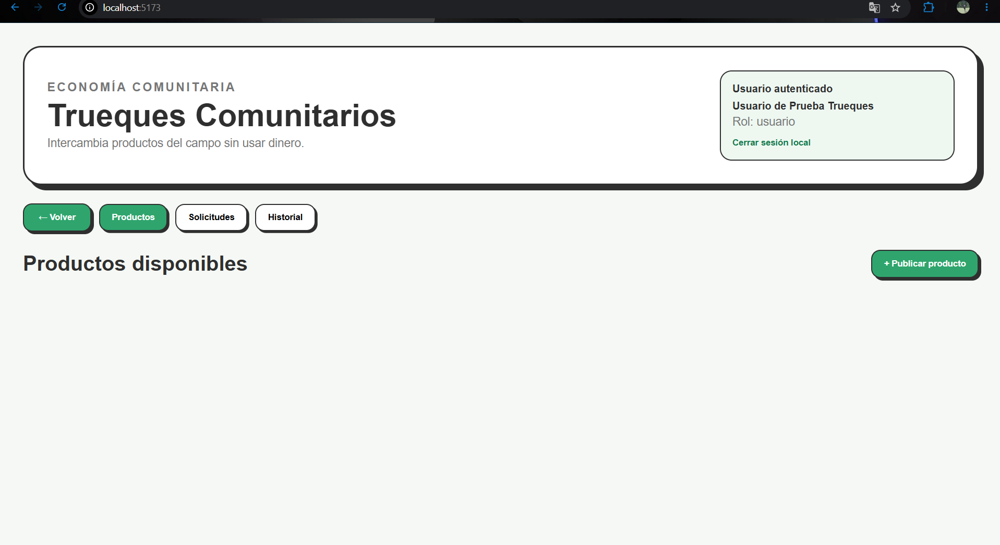 localhost:5173
ECONOMÍA COMUNITARIA
Trueques Comunitarios
Intercambia productos del campo sin usar dinero.
Usuario autenticado
Usuario de Prueba Trueques
Rol: usuario
Cerrar sesión local
← Volver
Productos
Solicitudes
Historial
Productos disponibles
+ Publicar producto